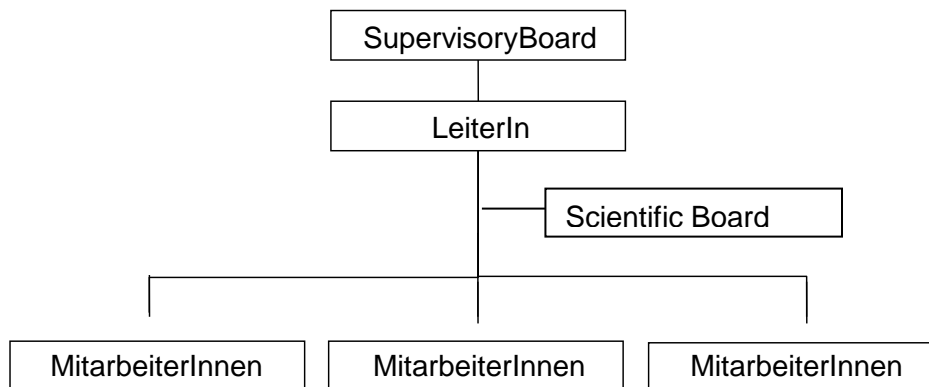 SupervisoryBoard
LeiterIn
Scientific Board
MitarbeiterInnen
MitarbeiterInnen
MitarbeiterInnen